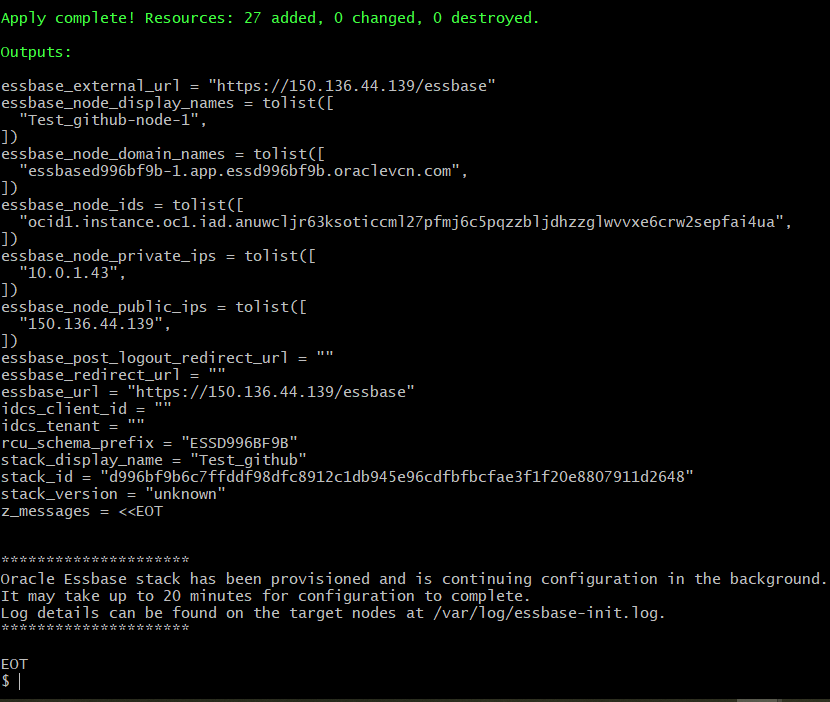 Apply complete! Resources: 27 added, 0 changed, 0 destroyed.
Outputs:
essbase_external_url = "https://150.136.44.139/essbase"
essbase_node_display_names = tolist([
  "Test_github-node-1",
])
essbase_node_domain_names = tolist([
  "essbased996bf9b-1.app.essd996bf9b.oraclevcn.com",
])
essbase_node_ids = tolist([
  "ocid1.instance.oc1.iad.anuwcljr63ksoticcml27pfmj6c5pqzzbljdhzzglwvvxe6crw2sepfai4ua",
])
essbase_node_private_ips = tolist([
  "10.0.1.43",
])
essbase_node_public_ips = tolist([
  "150.136.44.139",
])
essbase_post_logout_redirect_url = ""
essbase_redirect_url = ""
essbase_url = "https://150.136.44.139/essbase"
idcs_client_id = ""
idcs_tenant = ""
rcu_schema_prefix = "ESSD996BF9B"
stack_display_name = "Test_github"
stack_id = "d996bf9b6c7ffddf98dfc8912c1db945e96cdfbfbcfae3f1f20e8807911d2648"
stack_version = "unknown"
z_messages = <<EOT
*********************
Oracle Essbase stack has been provisioned and is continuing configuration in the background.
It may take up to 20 minutes for configuration to complete.
Log details can be found on the target nodes at /var/log/essbase-init.log.
*********************
EOT
$